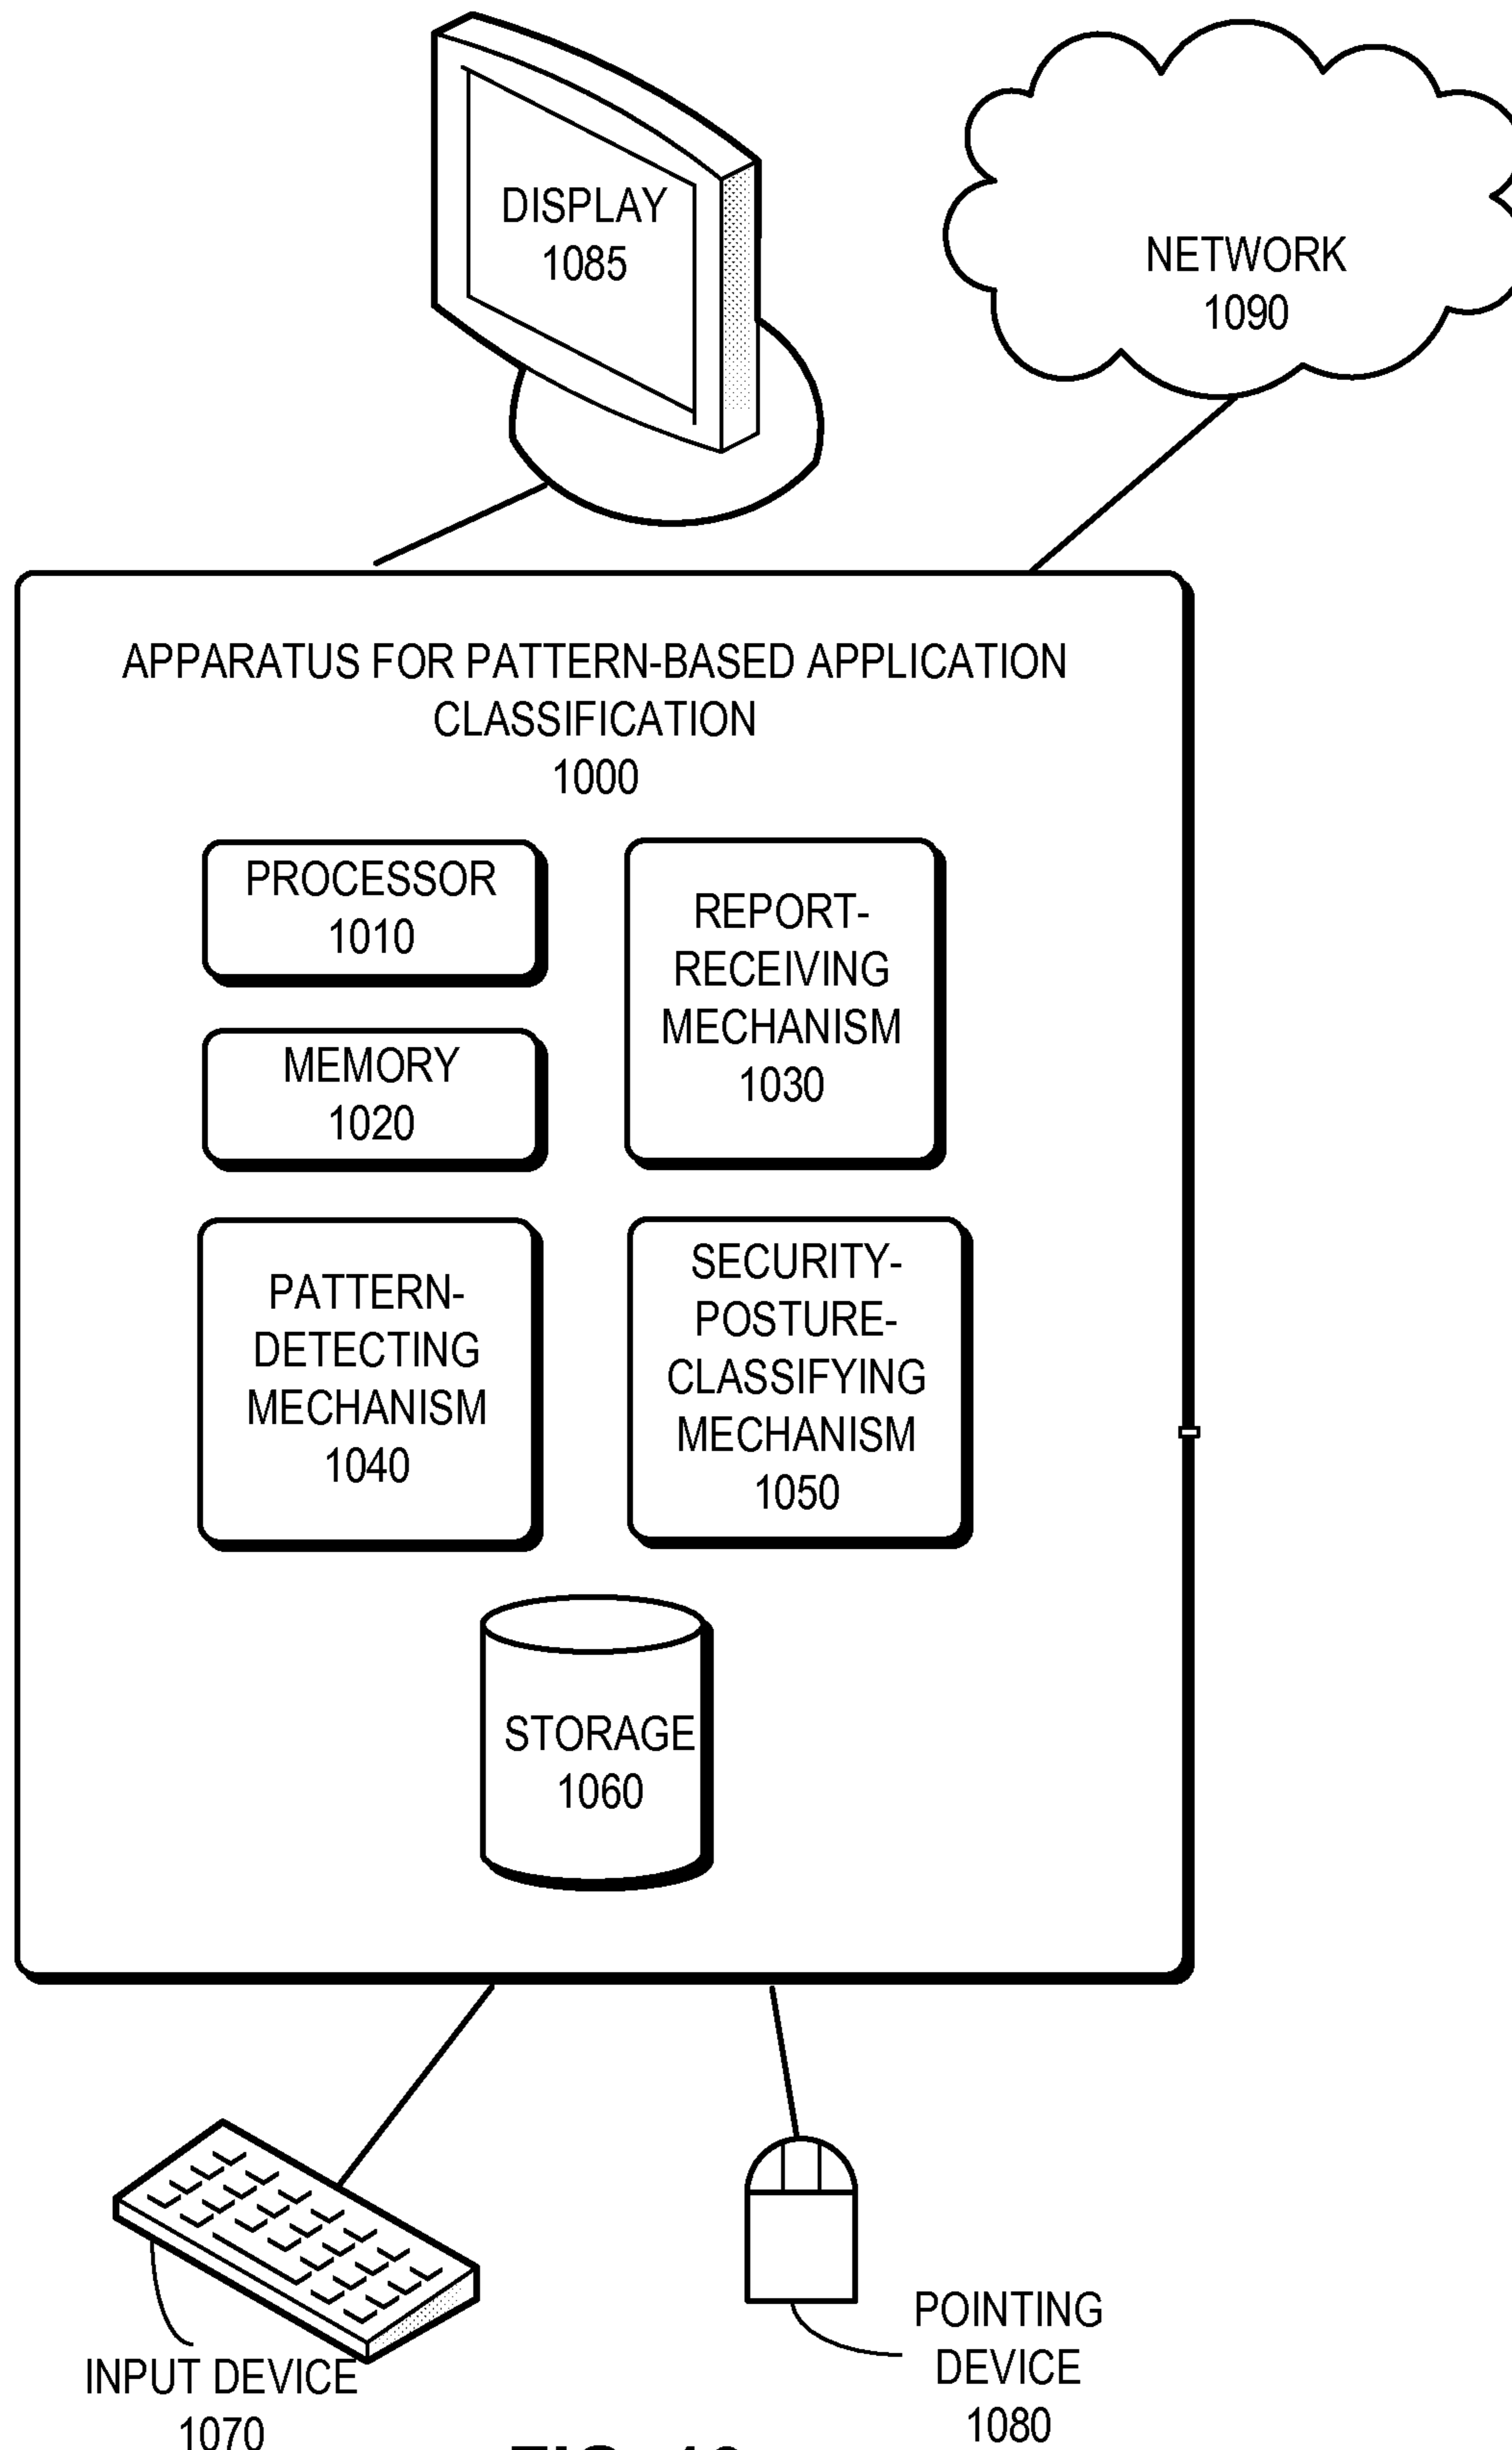 DISPLAY
1085
NETWORK
1090
APPARATUS FOR PATTERN-BASED APPLICATION
CLASSIFICATION
1000
PROCESSOR
1010
REPORT-
RECEIVING
MECHANISM
1030
MEMORY
1020
PATTERN-
DETECTING
MECHANISM
1040
SECURITY-
POSTURE-
CLASSIFYING
MECHANISM
1050
STORAGE
1060
INPUT DEVICE
1070
POINTING
DEVICE
1080